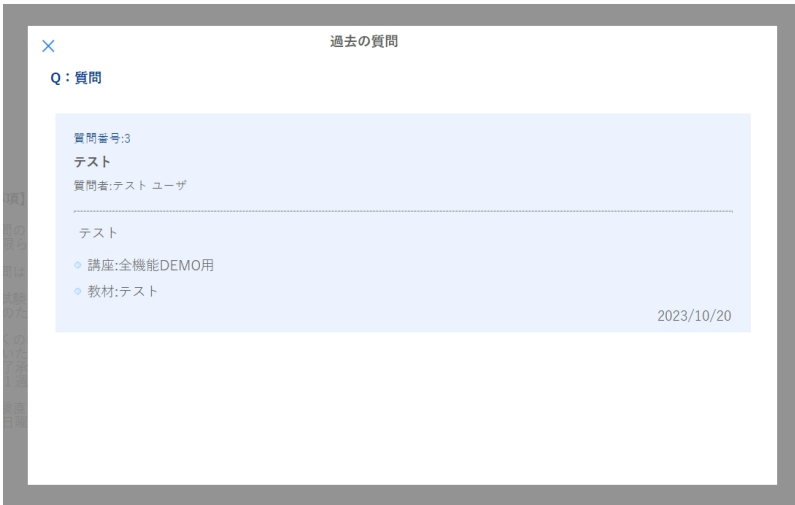 過去の質問
Q：質問
質問番号:3
テスト
質問者:テスト ユーザ
テスト
講座:全機能DEMO用
教材:テスト
2023/10/20